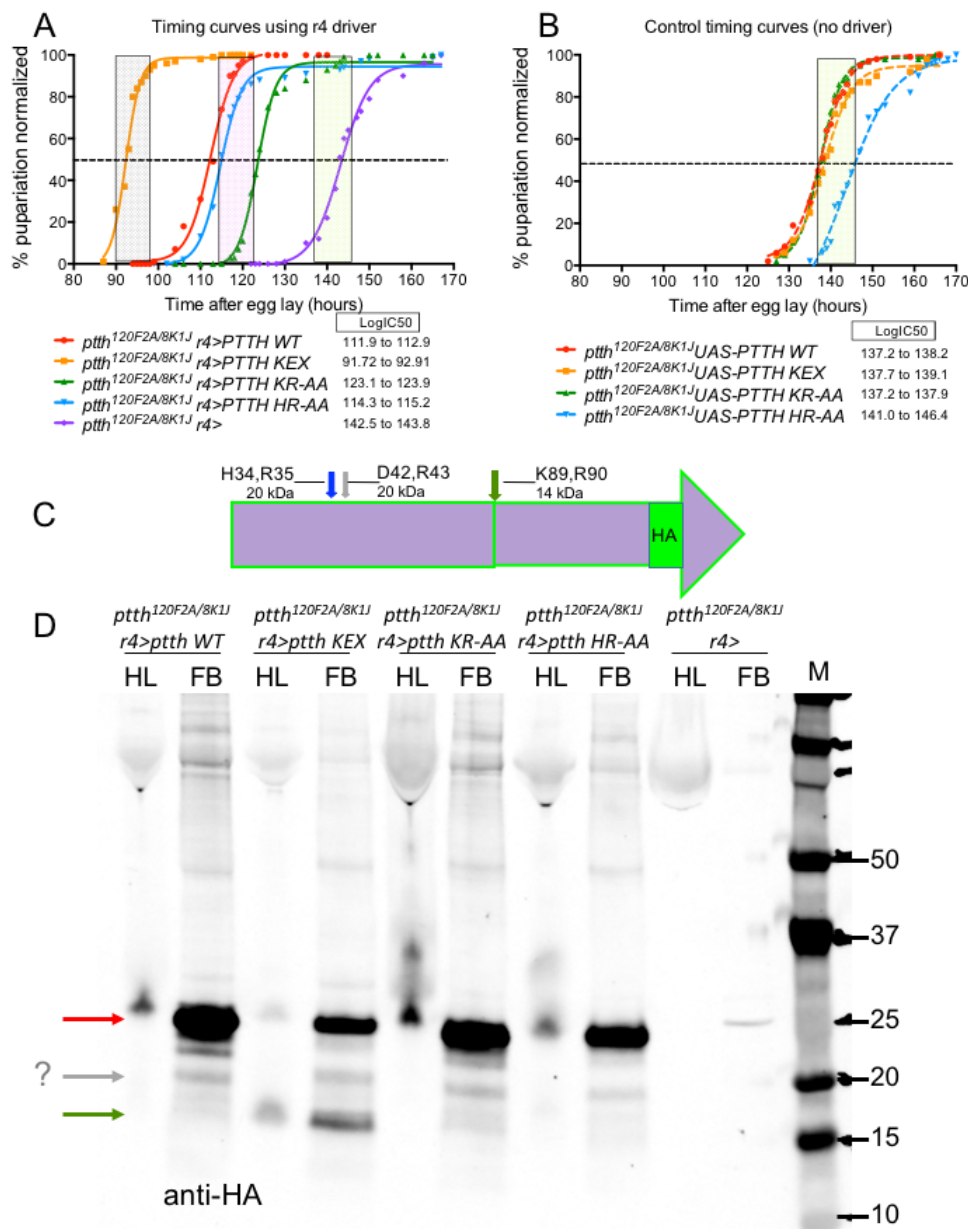 A
Timing curves using r4 driver
% pupariation normalized
100
80
60
40
20
0
80 90 100 110 120 130 140 150 160 170
Time after egg lay (hours)
LogIC50
ptth120F2A/8K1J r4>PTTH WT 111.9 to 112.9
ptth120F2A/8K1J r4>PTTH KEX 91.72 to 92.91
ptth120F2A/8K1J r4>PTTH KR-AA 123.1 to 123.9
ptth120F2A/8K1J r4>PTTH HR-AA 114.3 to 115.2
ptth120F2A/8K1J r4> 142.5 to 143.8
B
Control timing curves (no driver)
% pupariation normalized
100
80
60
40
20
0
80 90 100 110 120 130 140 150 160 170
Time after egg lay (hours)
LogIC50
ptth120F2A/8K1J UAS-PTTH WT 137.2 to 138.2
ptth120F2A/8K1J UAS-PTTH KEX 137.7 to 139.1
ptth120F2A/8K1J UAS-PTTH KR-AA 137.2 to 137.9
ptth120F2A/8K1J UAS-PTTH HR-AA 141.0 to 146.4
C
H34,R35 D42,R43 K89,R90
20 kDa 20 kDa 14 kDa
HA
D
ptth120F2A/8K1J ptth120F2A/8K1J ptth120F2A/8K1J ptth120F2A/8K1J ptth120F2A/8K1J
r4>ptth WT r4>ptth KEX r4>ptth KR-AA r4>ptth HR-AA r4>
HL FB HL FB HL FB HL FB HL FB M
50
37
25
? 20
15
10
anti-HA